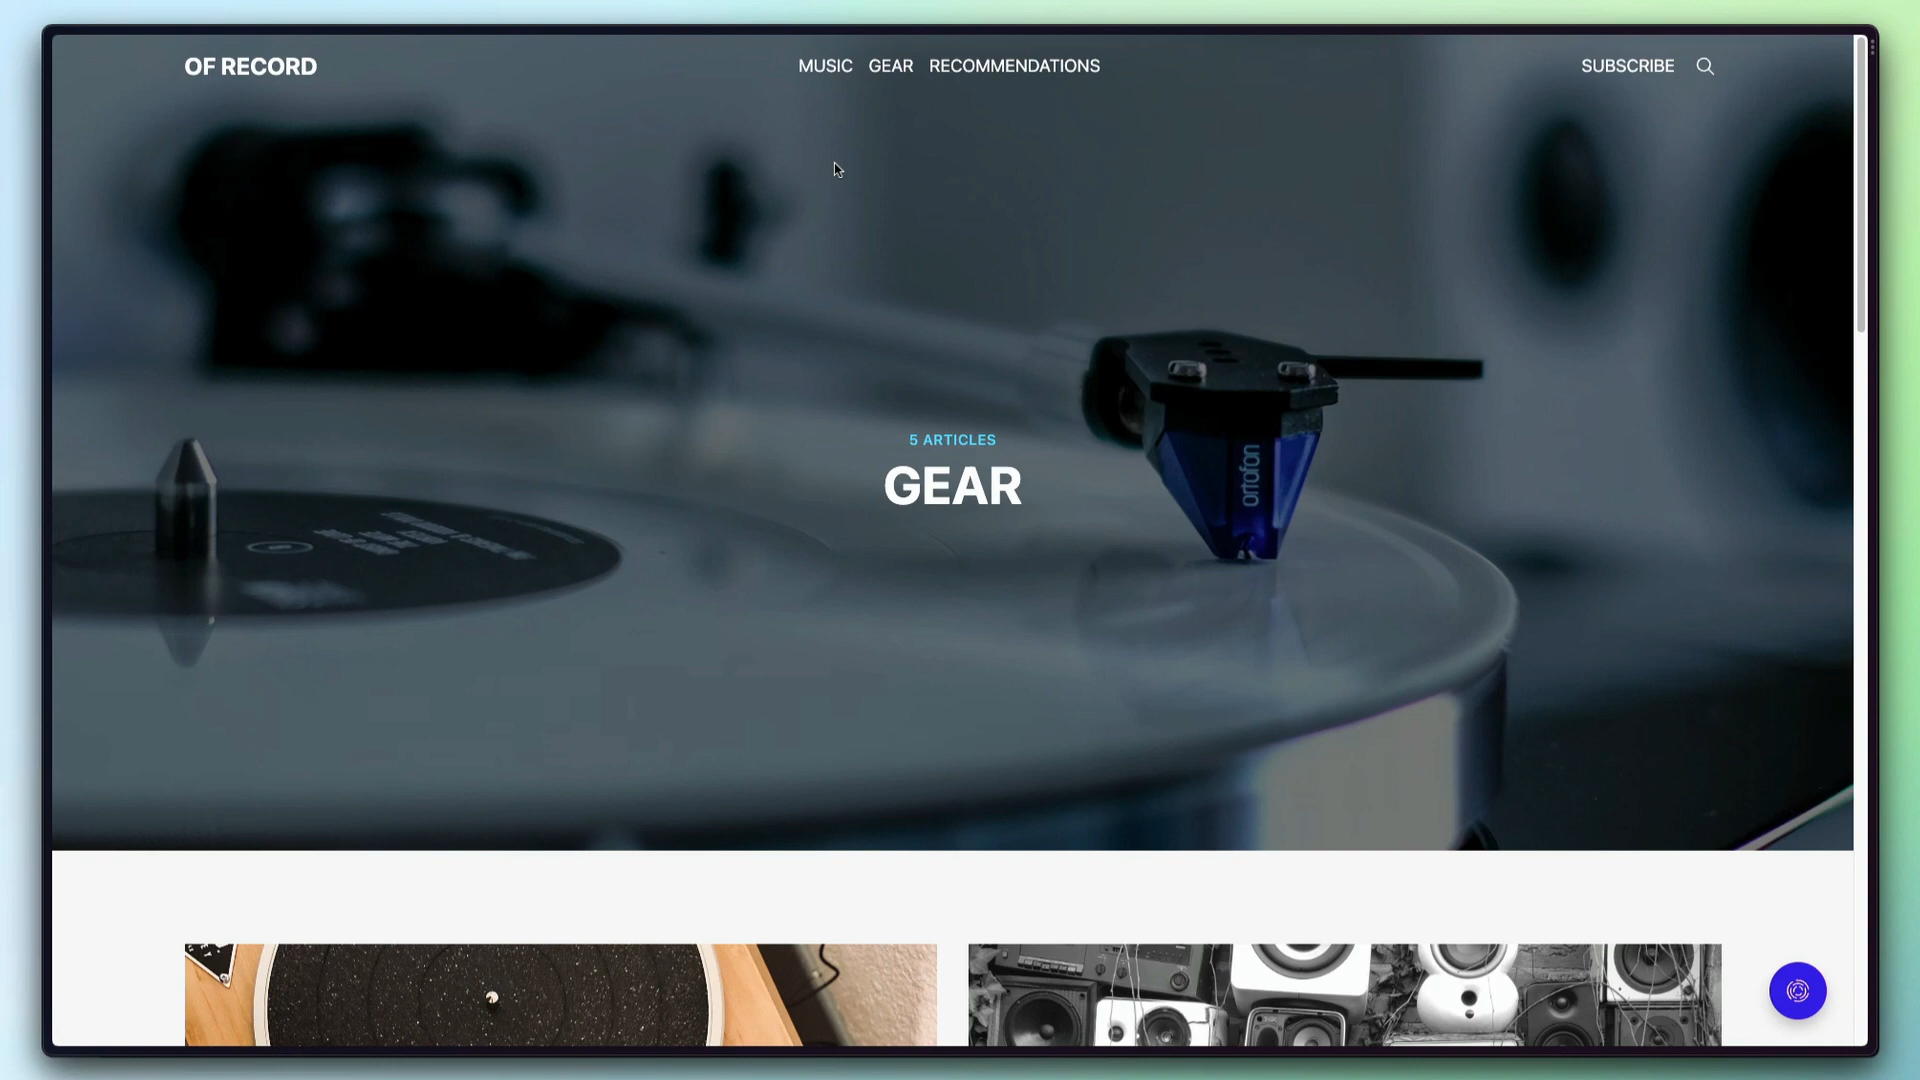 OF RECORD
MUSIC GEAR RECOMMENDATIONS
SUBSCRIBE
5 ARTICLES
GEAR
ortofon